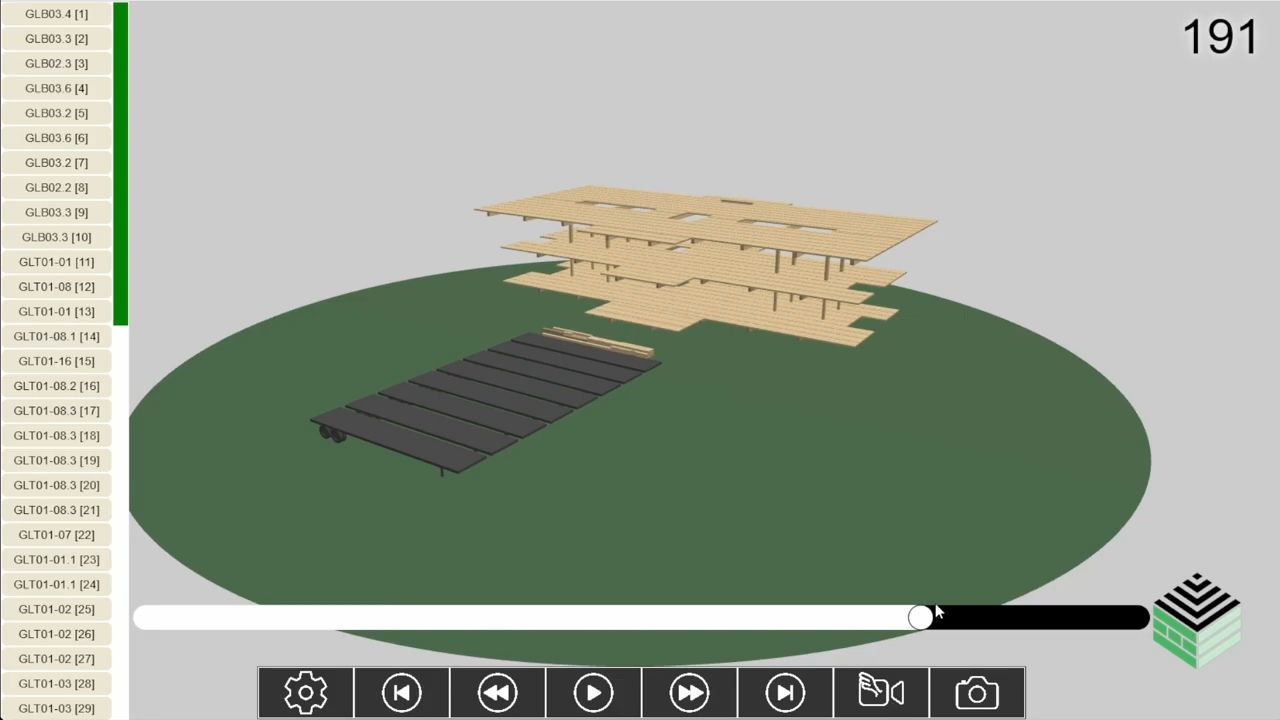 GLB03.4 [1]
GLB03.3 [2]
GLB02.3 [3]
GLB03.6 [4]
GLB03.2 [5]
GLB03.6 [6]
GLB03.2 [7]
GLB02.2 [8]
GLB03.3 [9]
GLB03.3 [10]
GLT01-01 [11]
GLT01-08 [12]
GLT01-01 [13]
GLT01-08.1 [14]
GLT01-16 [15]
GLT01-08.2 [16]
GLT01-08.3 [17]
GLT01-08.3 [18]
GLT01-08.3 [19]
GLT01-08.3 [20]
GLT01-08.3 [21]
GLT01-07 [22]
GLT01-01.1 [23]
GLT01-01.1 [24]
GLT01-02 [25]
GLT01-02 [26]
GLT01-02 [27]
GLT01-03 [28]
GLT01-03 [29]
191